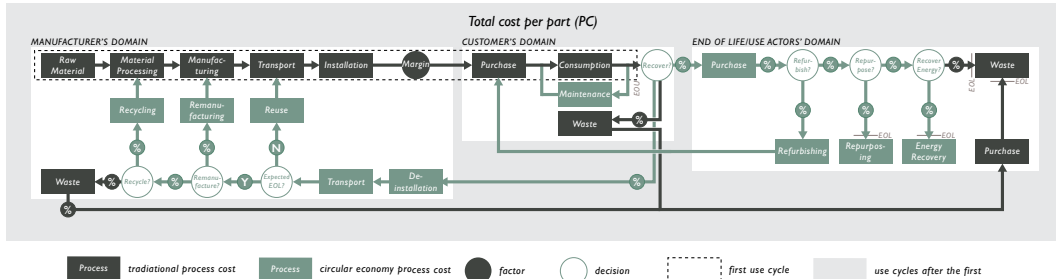 Total cost per part (PC)
MANUFACTURER'S DOMAIN
CUSTOMER'S DOMAIN
END OF LIFE/USE ACTORS' DOMAIN
Raw
Material
Material
Processing
Manufac-
turing
Transport
Installation
Margin
Purchase
Consumption
Recover?
%
Purchase
%
Refur-
bish?
%
Repur-
pose?
%
Recover
Energy?
%
Waste
EOL
EOL
Maintenance
EOU
Recycling
Remanu-
facturing
Reuse
Waste
%
%
%
%
EOL
EOL
%
%
N
Refurbishing
Repurpos-
ing
Energy
Recovery
Purchase
Waste
%
Recycle?
%
Remanu-
facture?
Y
Expected
EOL?
Transport
De-
installation
%
%
Process
tradiational process cost
Process
circular economy process cost
factor
decision
first use cycle
use cycles after the first